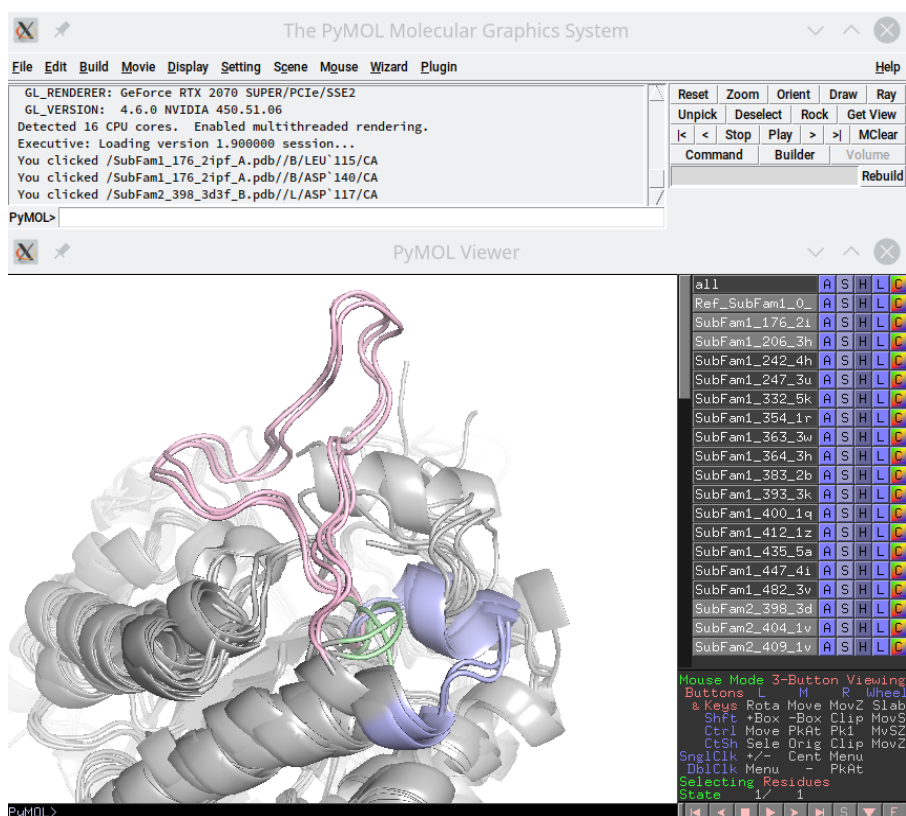 The PyMOL Molecular Graphics System
File Edit Build Movie Display Setting Scene Mouse Wizard Plugin Help
GL_RENDERER: GeForce RTX 2070 SUPER/PCIe/SSE2
GL_VERSION: 4.6.0 NVIDIA 450.51.06
Detected 16 CPU cores. Enabled multithreaded rendering.
Executive: Loading version 1.900000 session...
You clicked /SubFam1_176_2ipf_A.pdb//B/LEU`115/CA
You clicked /SubFam1_176_2ipf_A.pdb//B/ASP`140/CA
You clicked /SubFam2_398_3d3f_B.pdb//L/ASP`117/CA
PyMOL>
Reset Zoom Orient Draw Ray
Unpick Deselect Rock Get View
|< < Stop Play > >| MClear
Command Builder Volume
Rebuild
PyMOL Viewer
all A S H L C
Ref_SubFam1_0_ A S H L C
SubFam1_176_2i A S H L C
SubFam1_206_3h A S H L C
SubFam1_242_4h A S H L C
SubFam1_247_3u A S H L C
SubFam1_332_5k A S H L C
SubFam1_354_1r A S H L C
SubFam1_363_3w A S H L C
SubFam1_364_3h A S H L C
SubFam1_383_2b A S H L C
SubFam1_393_3k A S H L C
SubFam1_400_1q A S H L C
SubFam1_412_1z A S H L C
SubFam1_435_5a A S H L C
SubFam1_447_4i A S H L C
SubFam1_482_3v A S H L C
SubFam2_398_3d A S H L C
SubFam2_404_1v A S H L C
SubFam2_409_1v A S H L C
Mouse Mode 3-Button Viewing
Buttons L M R Wheel
& Keys Rota Move MovZ Slab
Shft +Box -Box Clip MovS
Ctrl Move PkAt Pk1 MvSZ
CtSh Sele Orig Clip MovZ
SnglClk +/- Cent Menu
DblClk Menu - PkAt
Selecting Residues
State 1/ 1
PyMOL>
S F